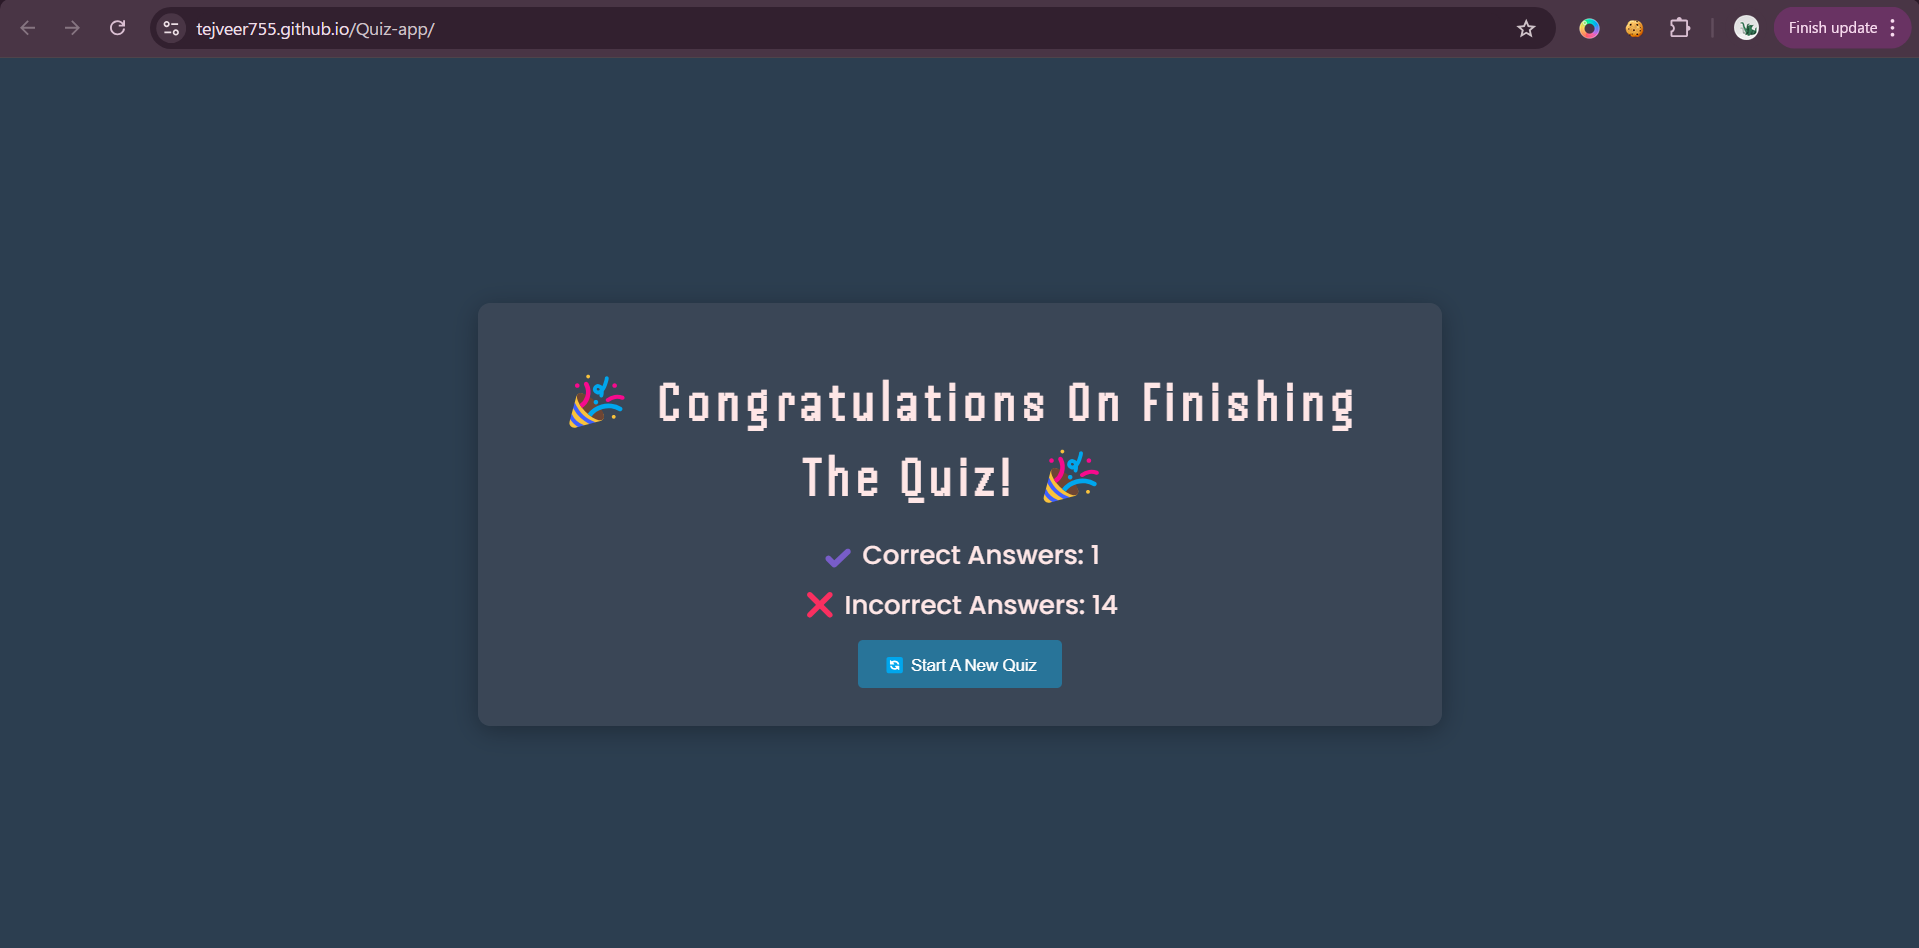 tejveer755.github.io/Quiz-app/
Finish update
🎉 Congratulations On Finishing
The Quiz! 🎉
✔ Correct Answers: 1
❌ Incorrect Answers: 14
🔄 Start A New Quiz